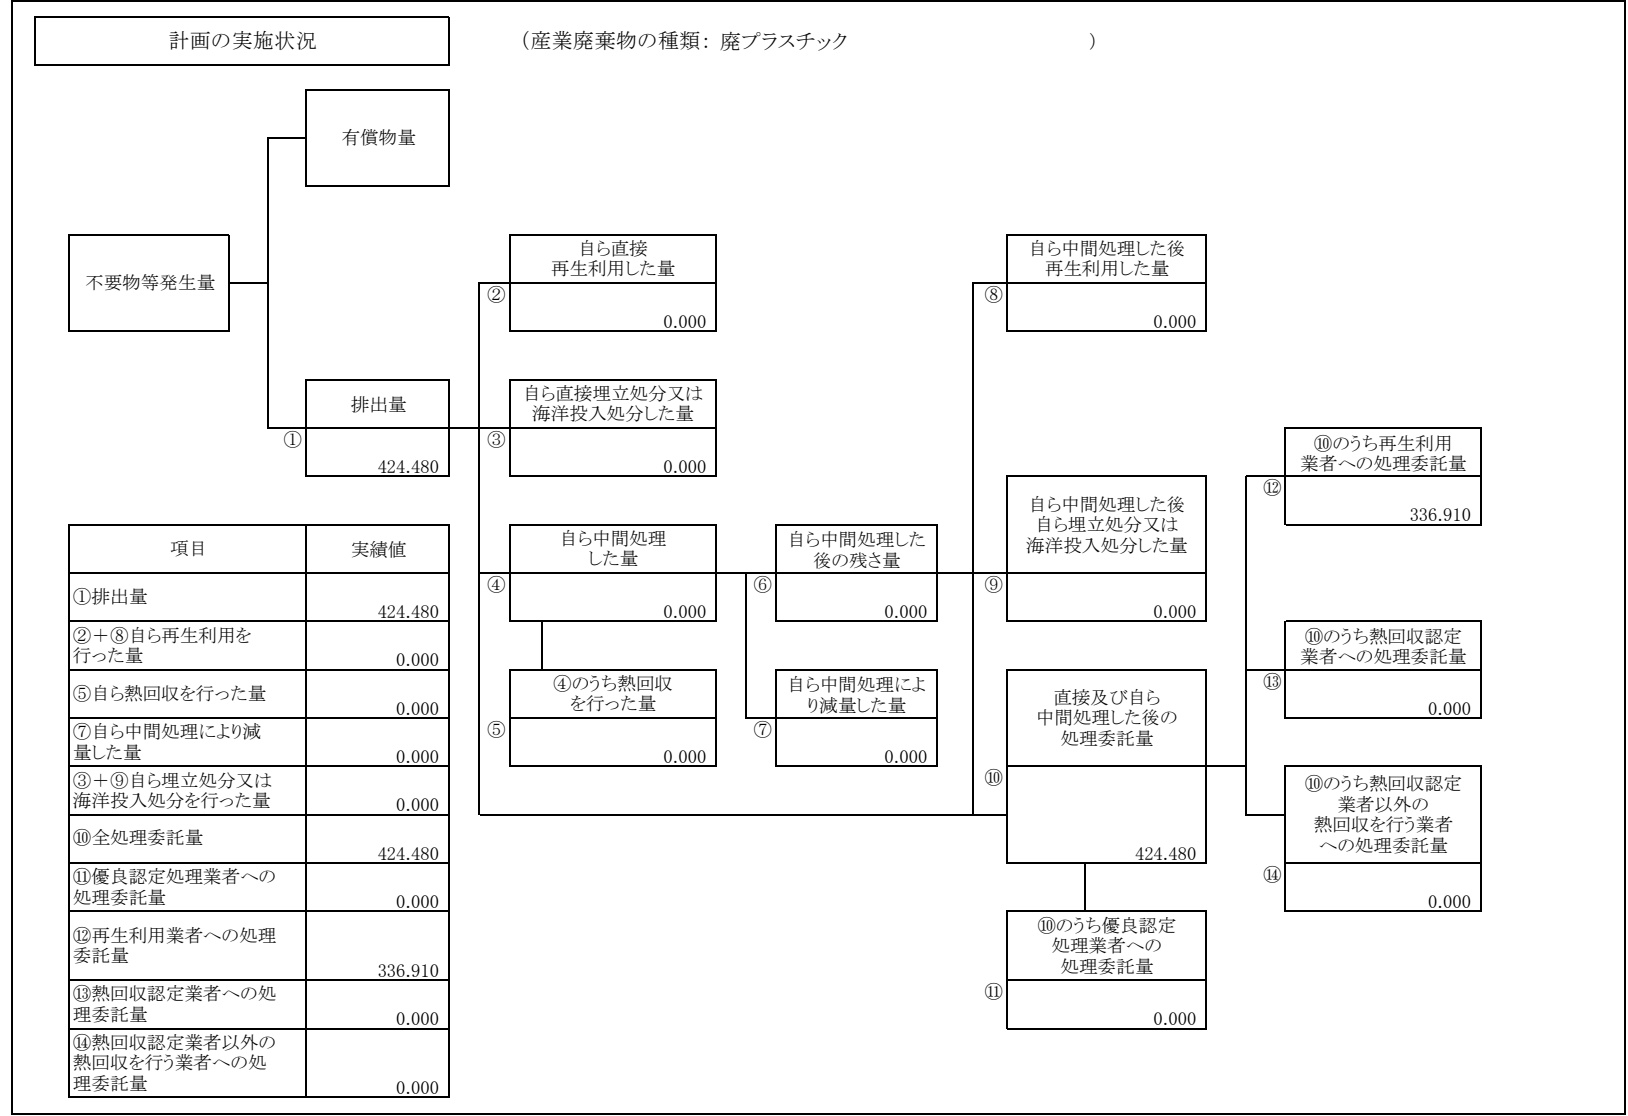 計画の実施状況
（産業廃棄物の種類： 廃プラスチック ）
有償物量
不要物等発生量
自ら直接
再生利用した量
②
0.000
自ら中間処理した後
再生利用した量
⑧
0.000
排出量
①
424.480
自ら直接埋立処分又は
海洋投入処分した量
③
0.000
⑩のうち再生利用
業者への処理委託量
⑫
336.910
自ら中間処理
した量
④
0.000
自ら中間処理した
後の残さ量
⑥
0.000
自ら中間処理した後
自ら埋立処分又は
海洋投入処分した量
⑨
0.000
⑩のうち熱回収認定
業者への処理委託量
⑬
0.000
④のうち熱回収
を行った量
⑤
0.000
自ら中間処理によ
り減量した量
⑦
0.000
直接及び自ら
中間処理した後の
処理委託量
⑩
424.480
⑩のうち熱回収認定
業者以外の
熱回収を行う業者
への処理委託量
⑭
0.000
⑩のうち優良認定
処理業者への
処理委託量
⑪
0.000
項目 実績値
①排出量
424.480
②＋⑧自ら再生利用を
行った量
0.000
⑤自ら熱回収を行った量
0.000
⑦自ら中間処理により減
量した量
0.000
③＋⑨自ら埋立処分又は
海洋投入処分を行った量
0.000
⑩全処理委託量
424.480
⑪優良認定処理業者への
処理委託量
0.000
⑫再生利用業者への処理
委託量
336.910
⑬熱回収認定業者への処
理委託量
0.000
⑭熱回収認定業者以外の
熱回収を行う業者への処
理委託量
0.000